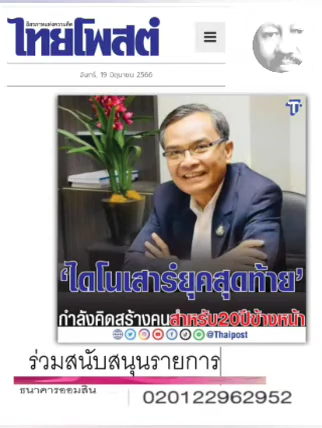 อิสรภาพแห่งความคิด
ไทยโพสต์
จันทร์, 19 มิถุนายน 2566
'ไดโนเสาร์ยุคสุดท้าย'
กำลังคิดสร้างคนสำหรับ20ปีข้างหน้า
@Thaipost
ร่วมสนับสนุนรายการ
ธนาคารออมสิน
020122962952